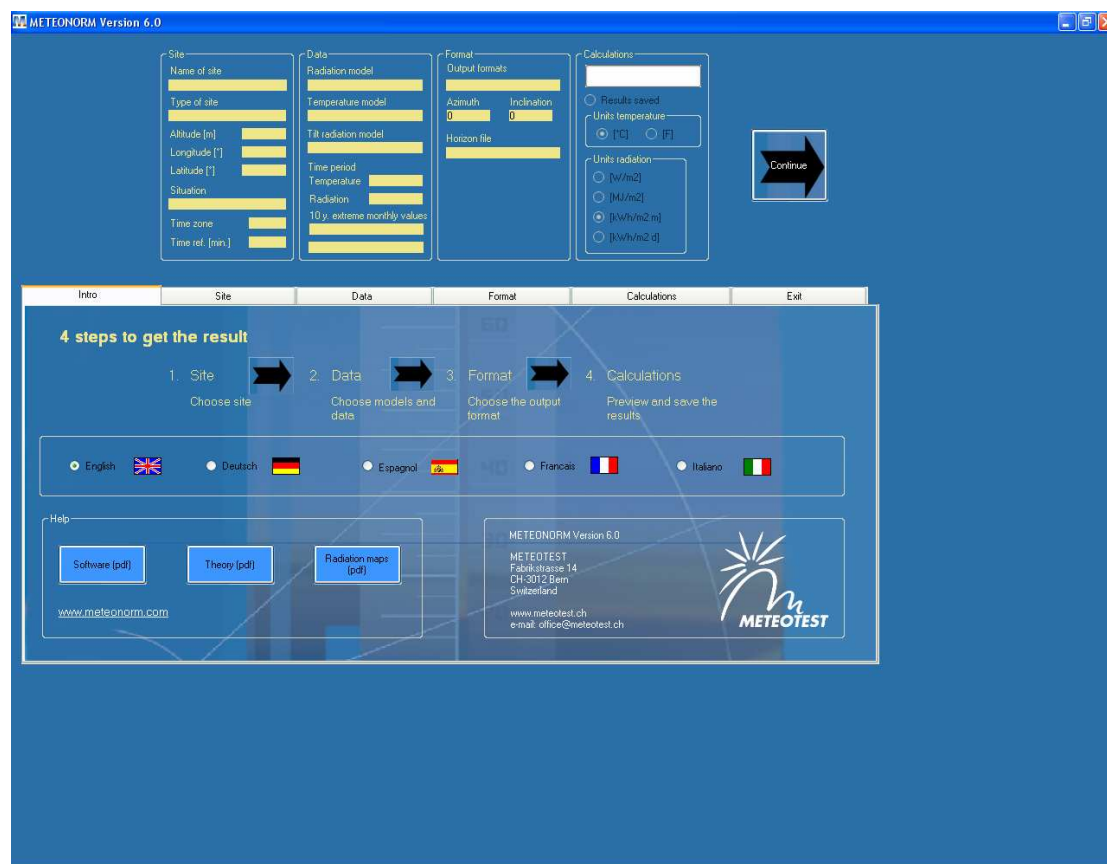 METEONORM Version 6.0
Site
Name of site
Type of site
Altitude [m]
Longitude [°]
Latitude [°]
Situation
Time zone
Time ref. [min.]
Data
Radiation model
Temperature model
Tilt radiation model
Time period
Temperature
Radiation
10 y. extreme monthly values
Format
Output formats
Azimuth Inclination
0 0
Horizon file
Calculations
Results saved
Units temperature
[°C] [F]
Units radiation
[W/m2]
[MJ/m2]
[kWh/m2 m]
[kWh/m2 d]
Continue
Intro Site Data Format Calculations Exit
4 steps to get the result
1. Site
Choose site
2. Data
Choose models and
data
3. Format
Choose the output
format
4. Calculations
Preview and save the
results
English Deutsch Espagnol Francais Italiano
Help
Software (pdf)
Theory (pdf)
Radiation maps
(pdf)
www.meteonorm.com
METEONORM Version 6.0
METEOTEST
Fabrikstrasse 14
CH-3012 Bern
Switzerland
www.meteotest.ch
e-mail: office@meteotest.ch
METEOTEST
60
40